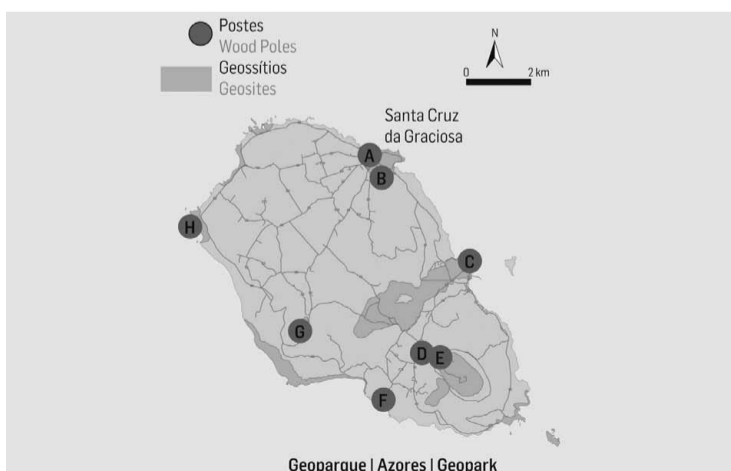 Postes
Wood Poles
Geossítios
Geosites
N
0 2 km
Santa Cruz
da Graciosa
A
B
H
C
G
D E
F
Geoparque | Azores | Geopark